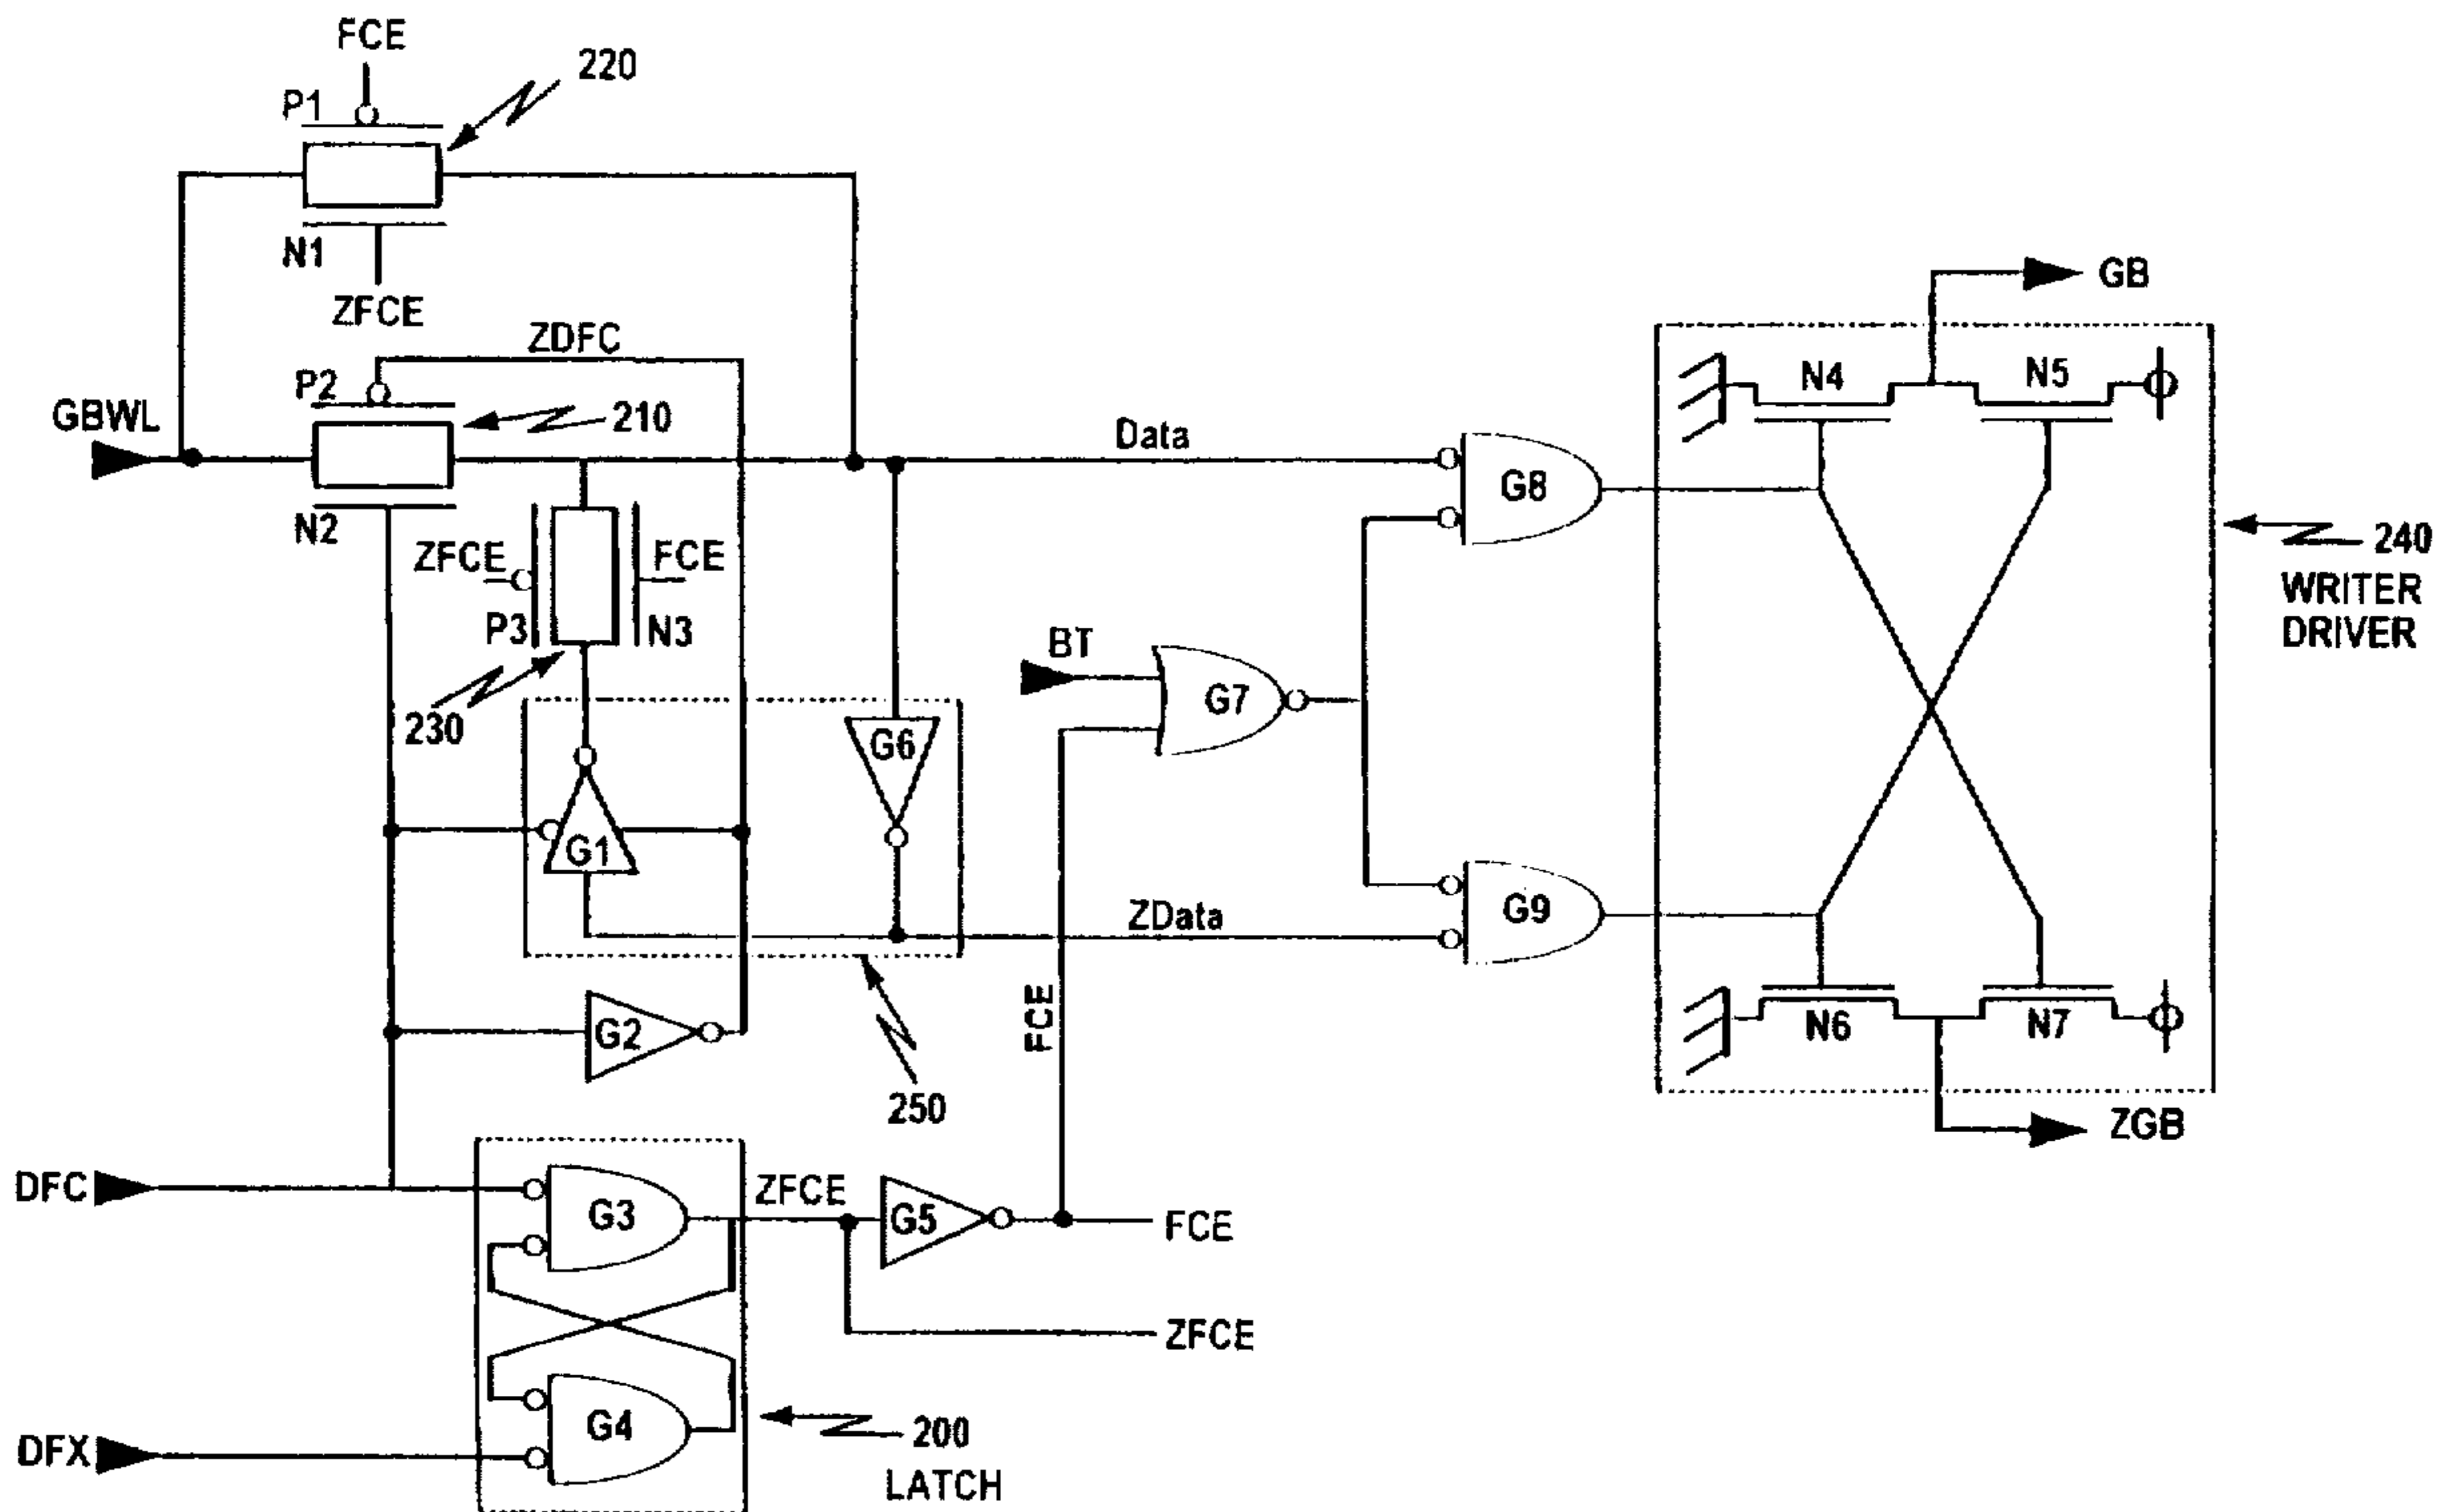 FCE
220
P1
N1
ZFCE
ZDFC
P2
210
GBWL
N2
ZFCE
FCE
P3
N3
230
G1
G6
G2
250
Data
ZData
BT
G7
FCE
G8
G9
GB
N4
N5
240
WRITER
DRIVER
N6
N7
ZGB
DFC
G3
ZFCE
G5
FCE
ZFCE
G4
DFX
200
LATCH